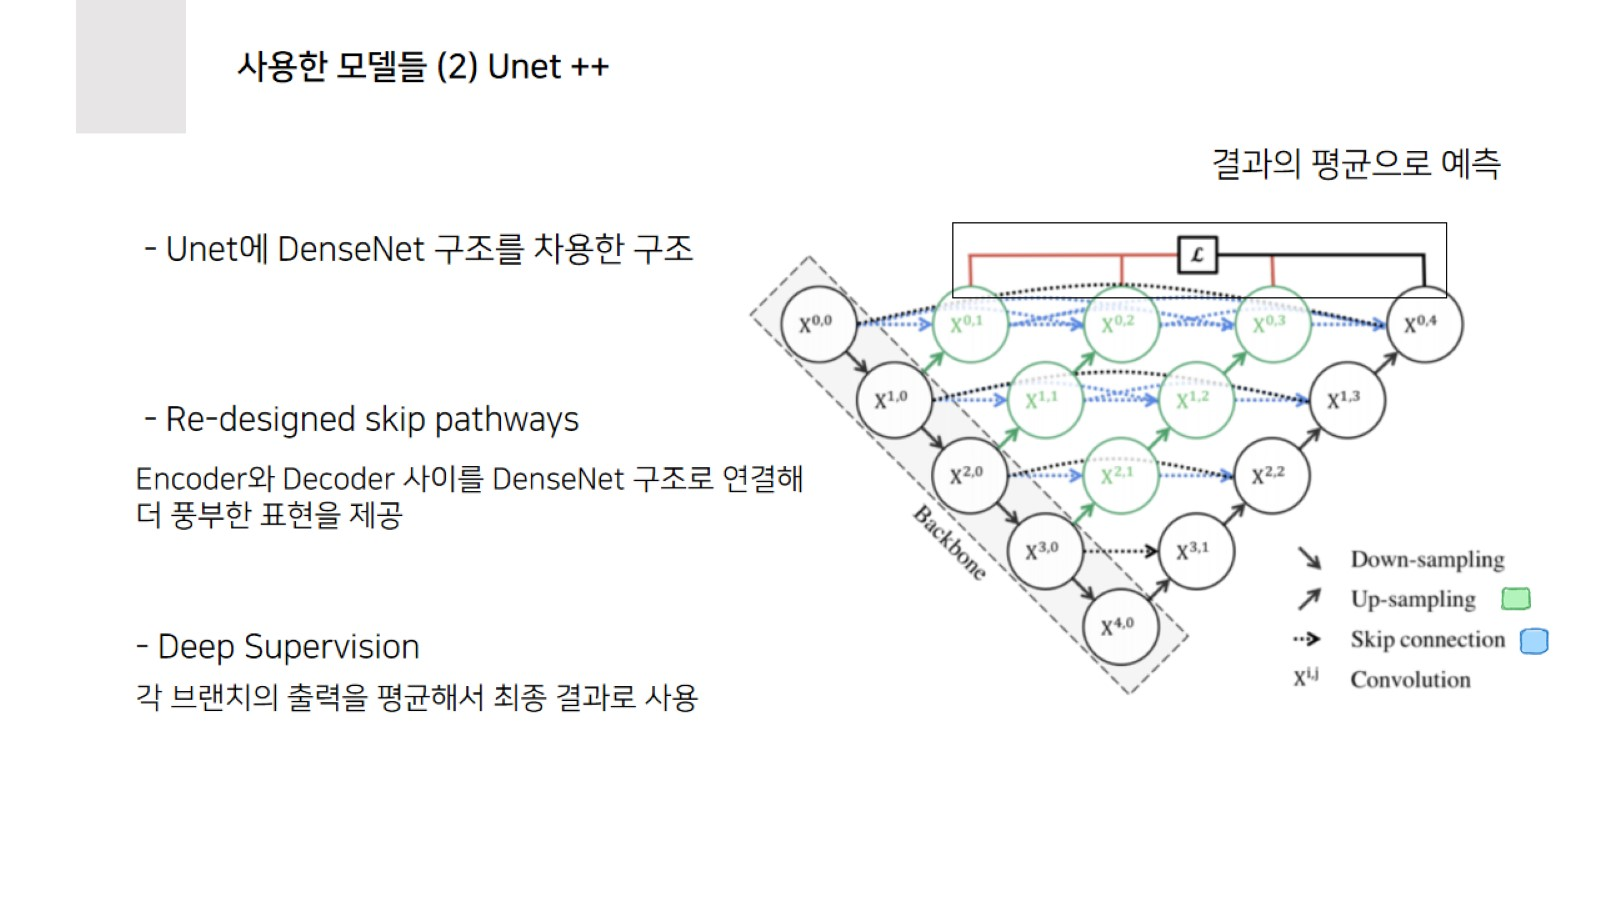 사용한 모델들 (2) Unet ++
결과의 평균으로 예측
- Unet에 DenseNet 구조를 차용한 구조
- Re-designed skip pathways
Encoder와 Decoder 사이를 DenseNet 구조로 연결해
더 풍부한 표현을 제공
- Deep Supervision
각 브랜치의 출력을 평균해서 최종 결과로 사용
ℒ
X⁰,⁰ X⁰,¹ X⁰,² X⁰,³ X⁰,⁴
X¹,⁰ X¹,¹ X¹,² X¹,³
X²,⁰ X²,¹ X²,²
X³,⁰ X³,¹
X⁴,⁰
Backbone
Down-sampling
Up-sampling
Skip connection
Xⁱ,ʲ Convolution